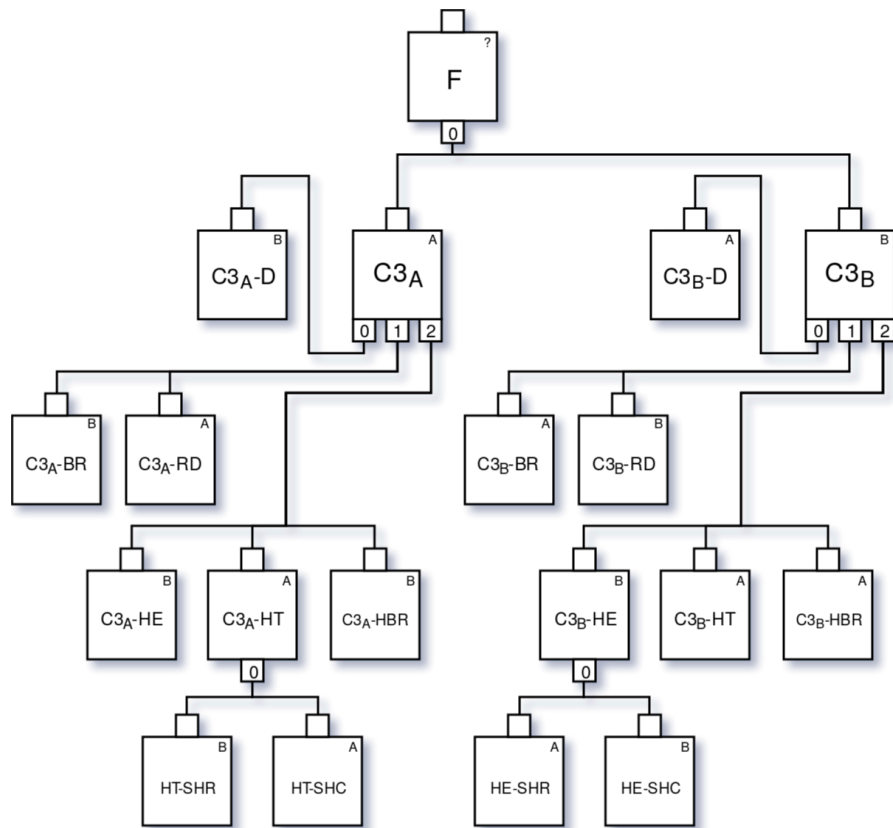 ?
F
0
B
C3A-D
A
C3A
0 1 2
A
C3B-D
B
C3B
0 1 2
B
C3A-BR
A
C3A-RD
A
C3B-BR
B
C3B-RD
B
C3A-HE
A
C3A-HT
0
B
C3A-HBR
B
C3B-HE
0
A
C3B-HT
A
C3B-HBR
B
HT-SHR
A
HT-SHC
A
HE-SHR
B
HE-SHC